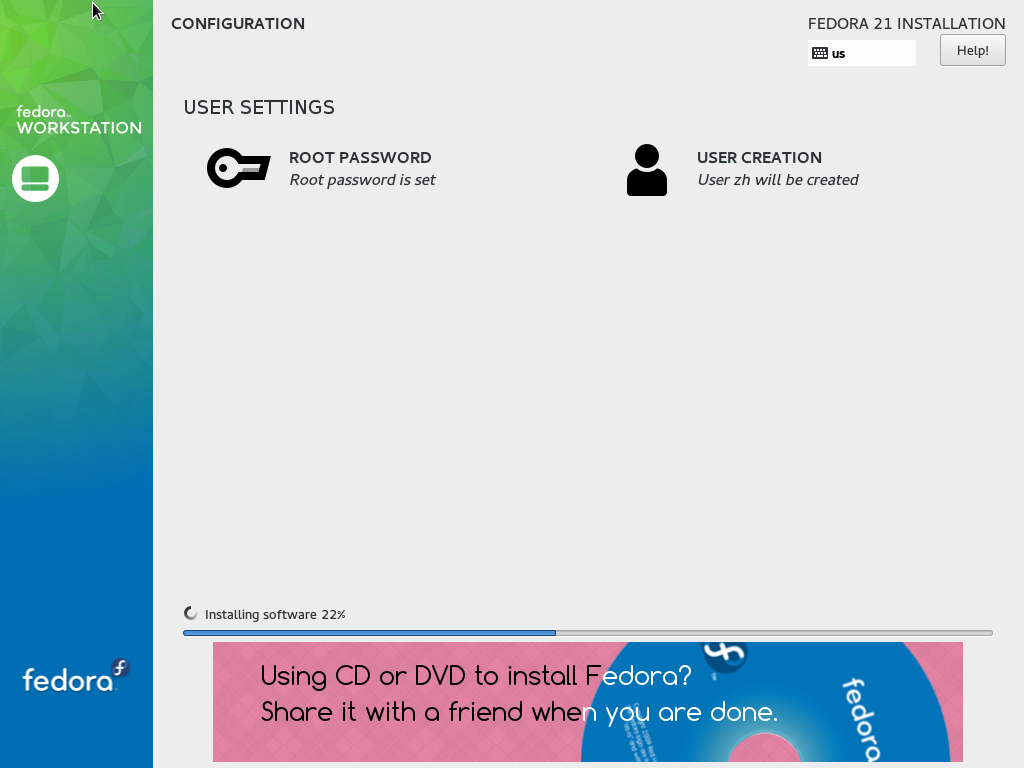 CONFIGURATION
FEDORA 21 INSTALLATION
us
Help!
fedora
WORKSTATION
USER SETTINGS
ROOT PASSWORD
Root password is set
USER CREATION
User zh will be created
Installing software 22%
Using CD or DVD to install Fedora?
Share it with a friend when you are done.
fedora
fedora